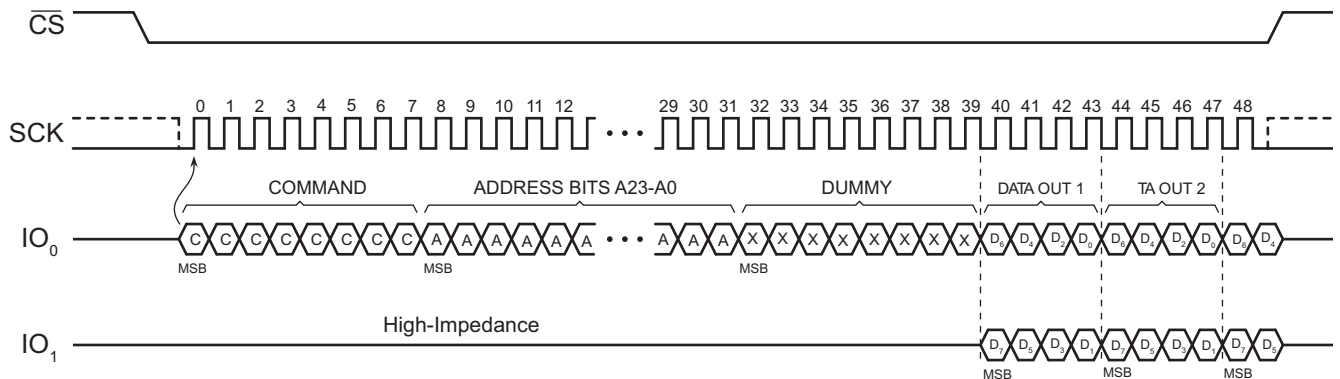 CS
0 1 2 3 4 5 6 7 8 9 10 11 12 29 30 31 32 33 34 35 36 37 38 39 40 41 42 43 44 45 46 47 48
SCK
COMMAND ADDRESS BITS A23-A0 DUMMY DATA OUT 1 TA OUT 2
IO0 C C C C C C C C A A A A A A A A A X X X X X X X X D6 D4 D2 D0 D6 D4 D2 D0 D6 D4
MSB MSB MSB
High-Impedance
IO1 D7 D5 D3 D1 D7 D5 D3 D1 D7 D5
MSB MSB MSB